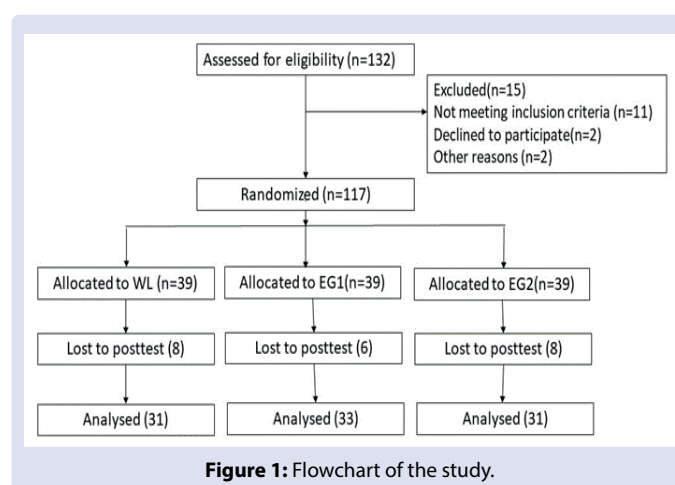 Assessed for eligibility (n=132)
Excluded(n=15)
Not meeting inclusion criteria (n=11)
Declined to participate(n=2)
Other reasons (n=2)
Randomized (n=117)
Allocated to WL (n=39)
Allocated to EG1(n=39)
Allocated to EG2(n=39)
Lost to posttest (8)
Lost to posttest (6)
Lost to posttest (8)
Analysed (31)
Analysed (33)
Analysed (31)
Figure 1: Flowchart of the study.